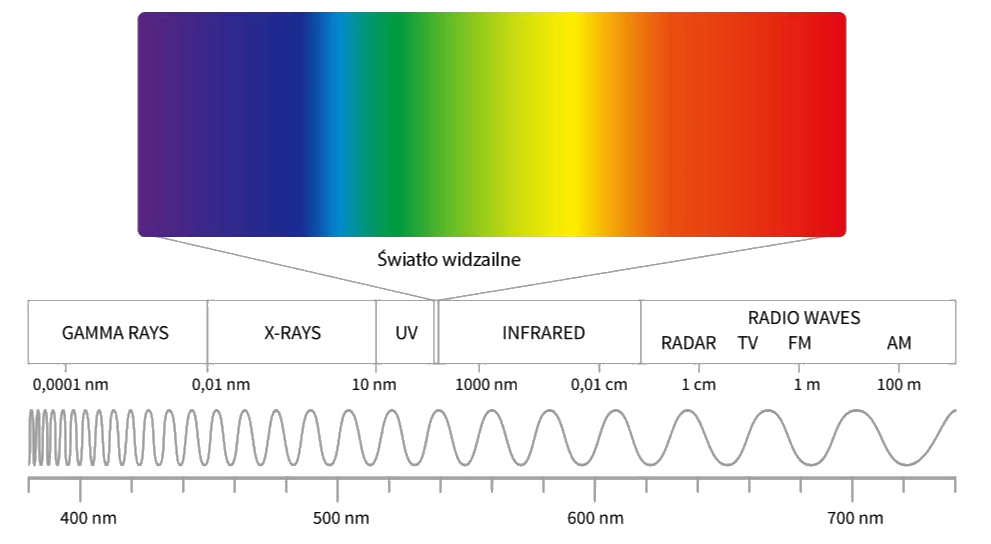 Światło widzailne
GAMMA RAYS X-RAYS UV INFRARED RADIO WAVES
RADAR TV FM AM
0,0001 nm 0,01 nm 10 nm 1000 nm 0,01 cm 1 cm 1 m 100 m
400 nm 500 nm 600 nm 700 nm